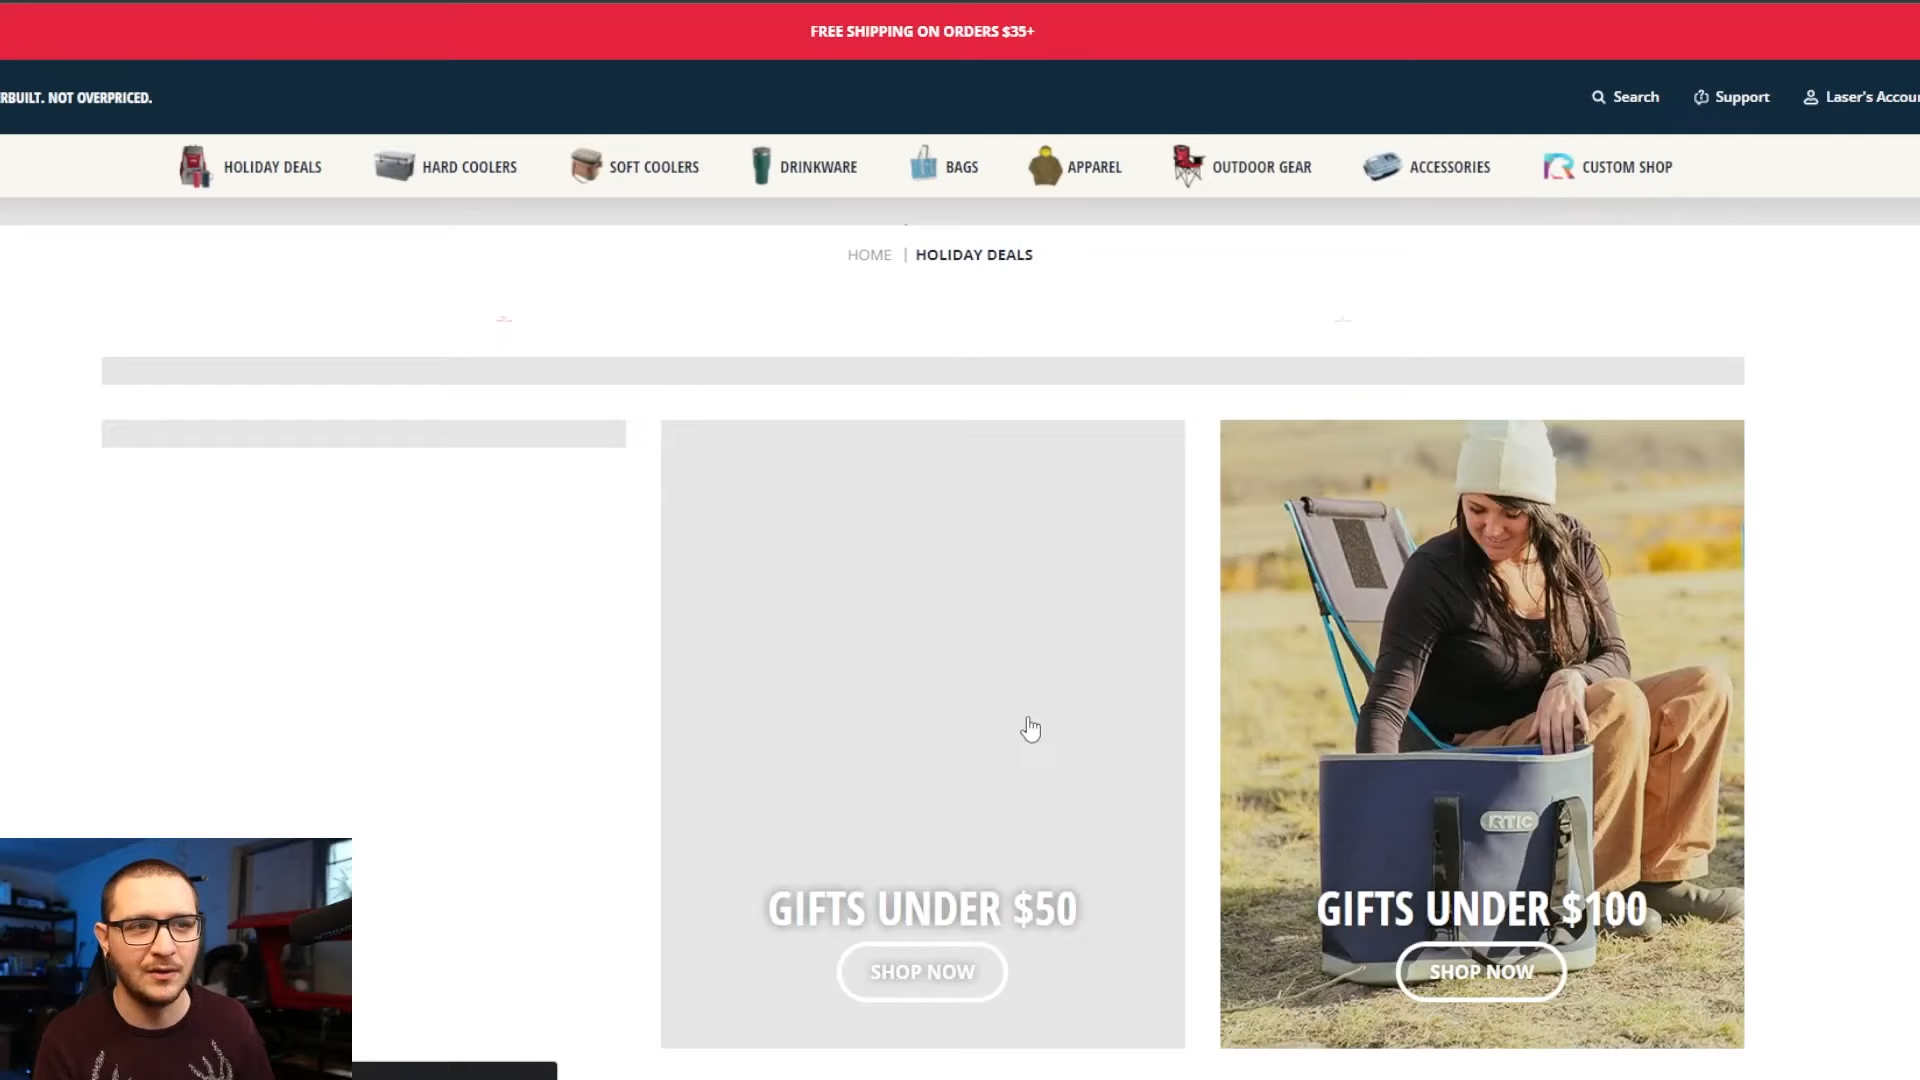 FREE SHIPPING ON ORDERS $35+
RBUILT. NOT OVERPRICED.
Search
Support
Laser's Accou
HOLIDAY DEALS
HARD COOLERS
SOFT COOLERS
DRINKWARE
BAGS
APPAREL
OUTDOOR GEAR
ACCESSORIES
CUSTOM SHOP
HOME | HOLIDAY DEALS
RTIC
GIFTS UNDER $50
SHOP NOW
GIFTS UNDER $100
SHOP NOW